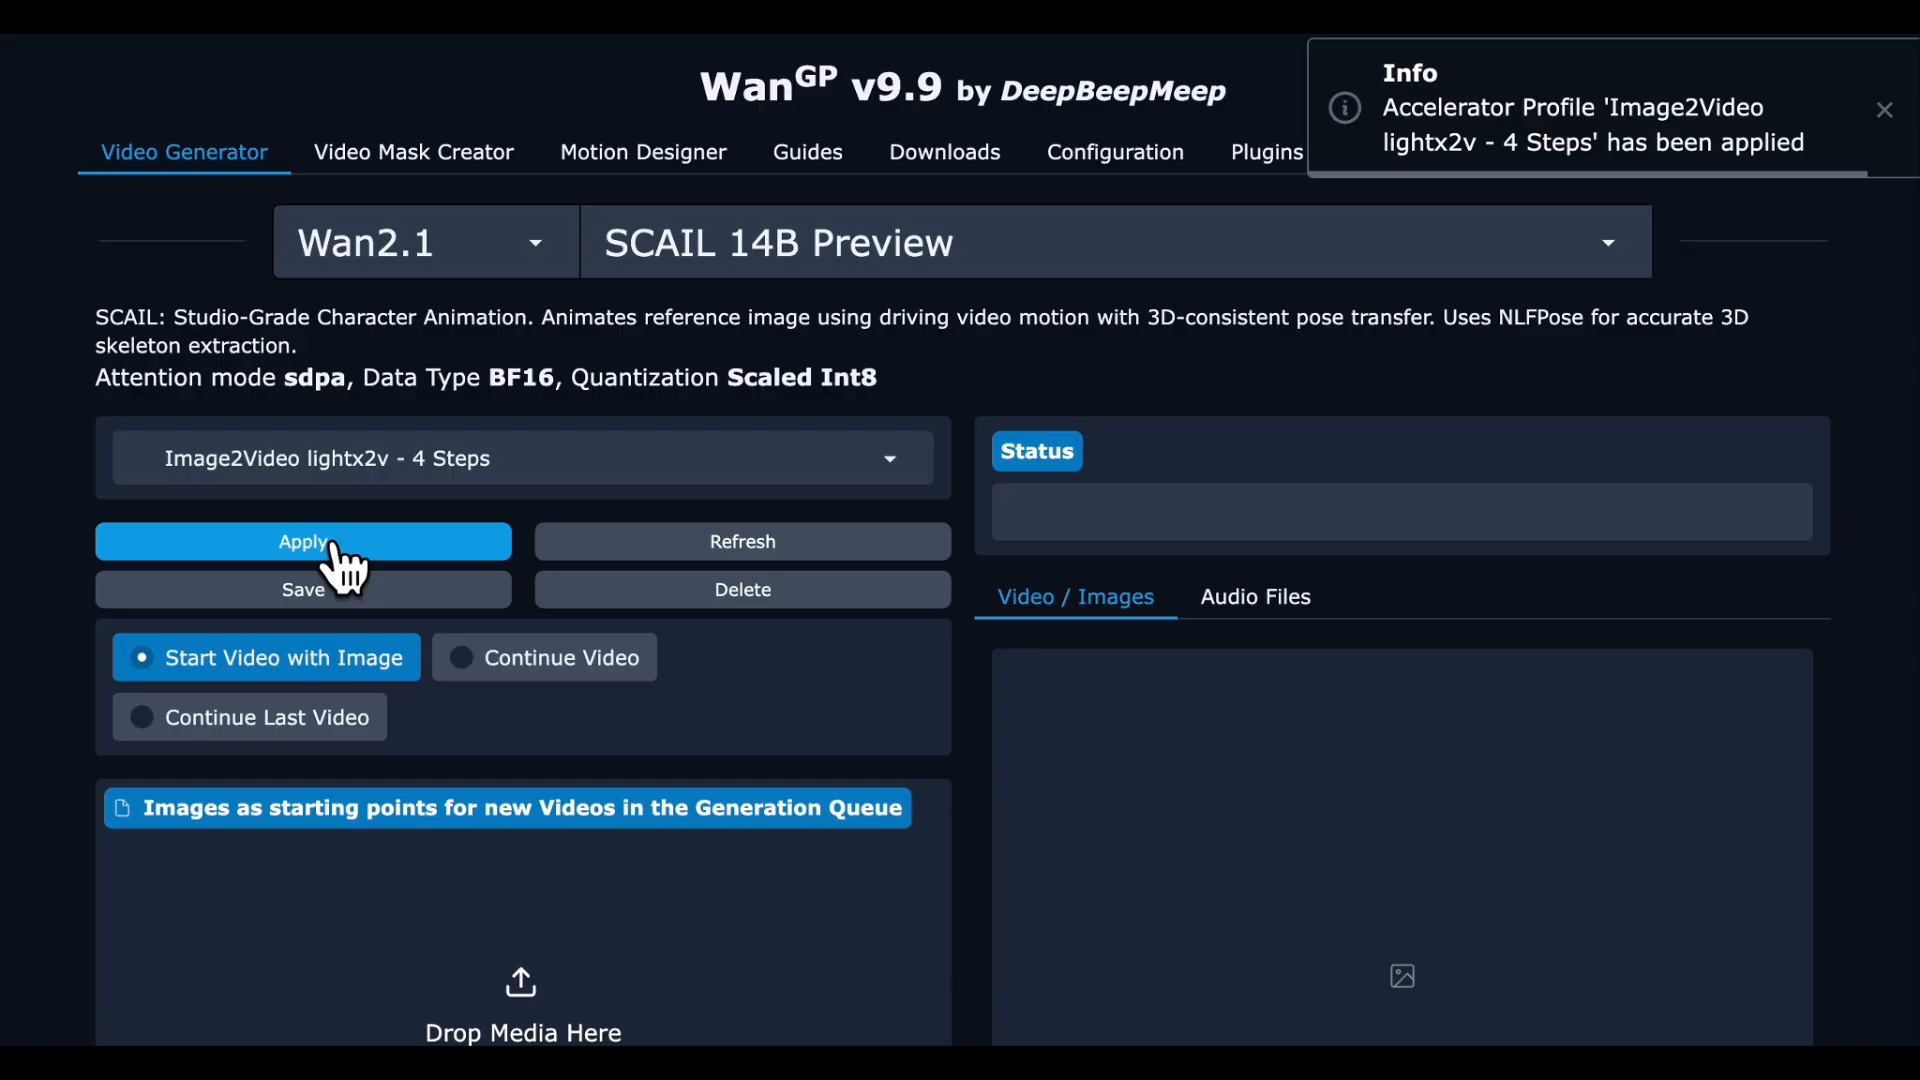 WanGP v9.9 by DeepBeepMeep
Info
Accelerator Profile 'Image2Video
lightx2v - 4 Steps' has been applied
Video Generator
Video Mask Creator
Motion Designer
Guides
Downloads
Configuration
Plugins
Wan2.1
SCAIL 14B Preview
SCAIL: Studio-Grade Character Animation. Animates reference image using driving video motion with 3D-consistent pose transfer. Uses NLFPose for accurate 3D
skeleton extraction.
Attention mode sdpa, Data Type BF16, Quantization Scaled Int8
Image2Video lightx2v - 4 Steps
Status
Apply
Refresh
Save
Delete
Video / Images
Audio Files
Start Video with Image
Continue Video
Continue Last Video
Images as starting points for new Videos in the Generation Queue
Drop Media Here